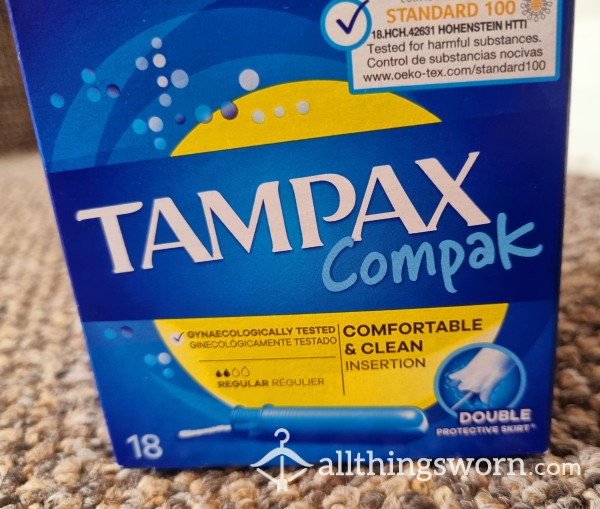 STANDARD 100
18.HCH.42631 HOHENSTEIN HTTI
Tested for harmful substances.
Control de substancias nocivas
www.oeko-tex.com/standard100
TAMPAX
Compak
GYNAECOLOGICALLY TESTED
GINECOLÓGICAMENTE TESTADO
REGULAR RÉGULIER
COMFORTABLE
& CLEAN
INSERTION
DOUBLE
PROTECTIVE SKIRT^
18
allthingsworn.com